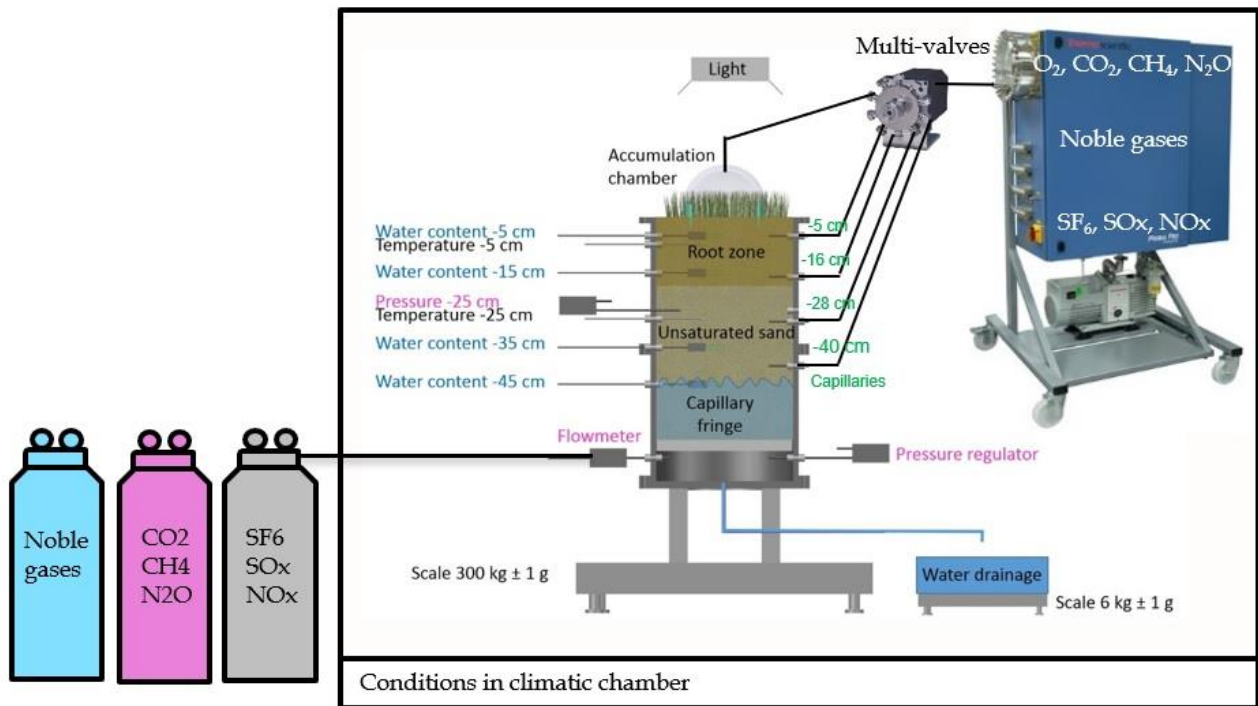 Multi-valves
Light
O2, CO2, CH4, N2O
Noble gases
SF6, SOx, NOx
Accumulation
chamber
Water content -5 cm
Temperature -5 cm
Water content -15 cm
Pressure -25 cm
Temperature -25 cm
Water content -35 cm
Water content -45 cm
Root zone
Unsaturated sand
Capillary
fringe
-5 cm
-16 cm
-28 cm
-40 cm
Capillaries
Flowmeter
Pressure regulator
Noble
gases
CO2
CH4
N2O
SF6
SOx
NOx
Scale 300 kg ± 1 g
Water drainage
Scale 6 kg ± 1 g
Conditions in climatic chamber